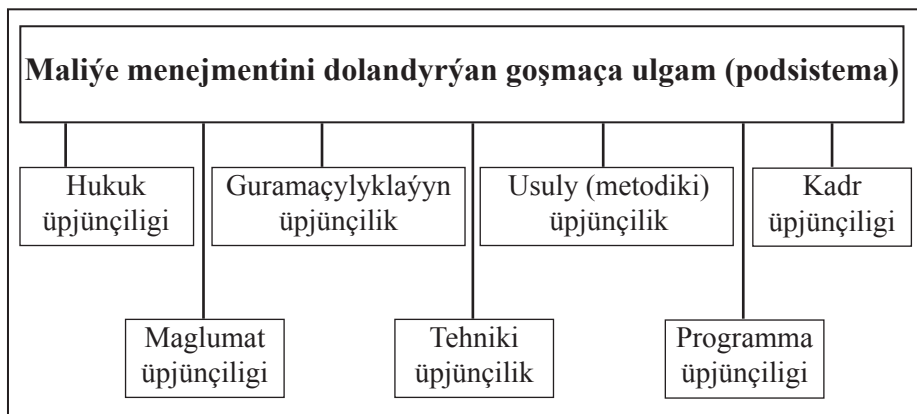 Maliýe menejmentini dolandyrýan goşmaça ulgam (podsistema)
Hukuk
üpjünçiligi
Guramaçylyklaýyn
üpjünçilik
Usuly (metodiki)
üpjünçilik
Kadr
üpjünçiligi
Maglumat
üpjünçiligi
Tehniki
üpjünçilik
Programma
üpjünçiligi